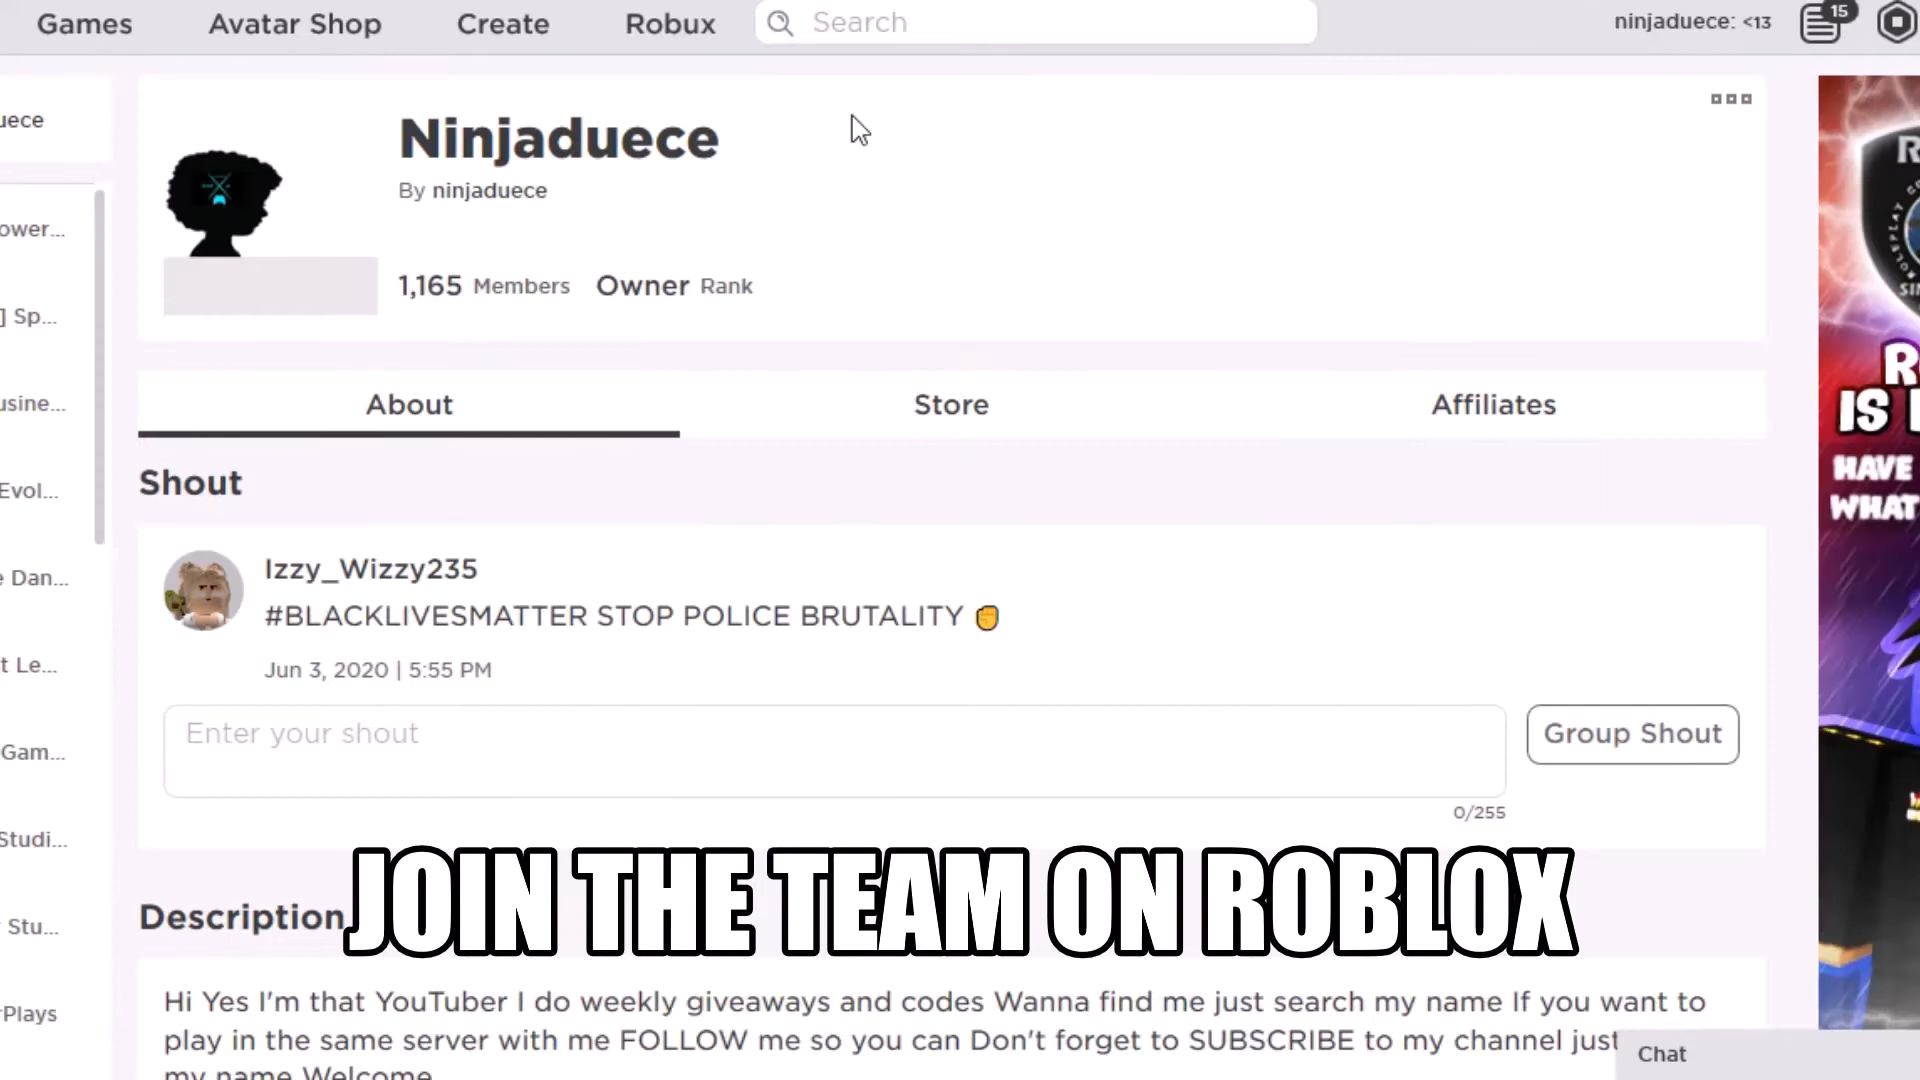 Games Avatar Shop Create Robux Search ninjaduece: <13 15
uece
Ninjaduece
By ninjaduece
ower...
1,165 Members Owner Rank
] Sp...
usine...
About Store Affiliates
Shout
Evol...
Izzy_Wizzy235
e Dan...
#BLACKLIVESMATTER STOP POLICE BRUTALITY ✊
t Le...
Jun 3, 2020 | 5:55 PM
Enter your shout
Group Shout
Gam...
0/255
Studi...
JOIN THE TEAM ON ROBLOX
Description
Stu...
Hi Yes I'm that YouTuber I do weekly giveaways and codes Wanna find me just search my name If you want to
rPlays
play in the same server with me FOLLOW me so you can Don't forget to SUBSCRIBE to my channel just
my name Welcome
Chat
IS
HAVE
WHAT